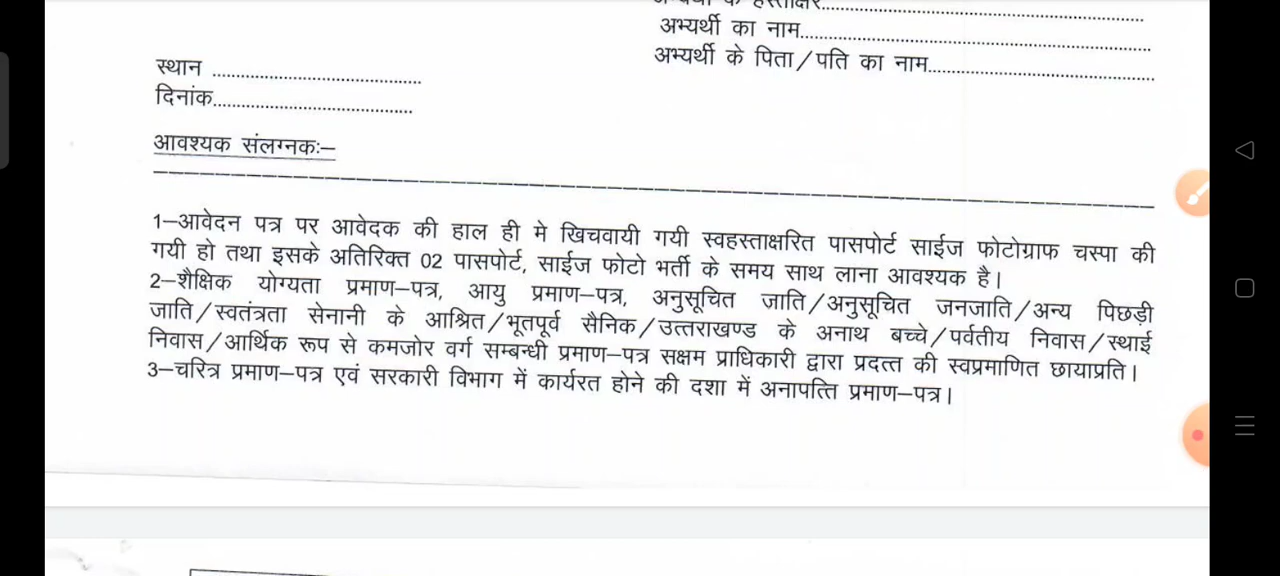 अभ्यर्थी के हस्ताक्षर
अभ्यर्थी का नाम
अभ्यर्थी के पिता/पति का नाम
स्थान
दिनांक
आवश्यक संलग्नकः–
1–आवेदन पत्र पर आवेदक की हाल ही मे खिचवायी गयी स्वहस्ताक्षरित पासपोर्ट साईज फोटोग्राफ चस्पा की
गयी हो तथा इसके अतिरिक्त 02 पासपोर्ट, साईज फोटो भर्ती के समय साथ लाना आवश्यक है।
2–शैक्षिक योग्यता प्रमाण–पत्र, आयु प्रमाण–पत्र, अनुसूचित जाति/अनुसूचित जनजाति/अन्य पिछड़ी
जाति/स्वतंत्रता सेनानी के आश्रित/भूतपूर्व सैनिक/उत्तराखण्ड के अनाथ बच्चे/पर्वतीय निवास/स्थाई
निवास/आर्थिक रूप से कमजोर वर्ग सम्बन्धी प्रमाण–पत्र सक्षम प्राधिकारी द्वारा प्रदत्त की स्वप्रमाणित छायाप्रति।
3–चरित्र प्रमाण–पत्र एवं सरकारी विभाग में कार्यरत होने की दशा में अनापत्ति प्रमाण–पत्र।